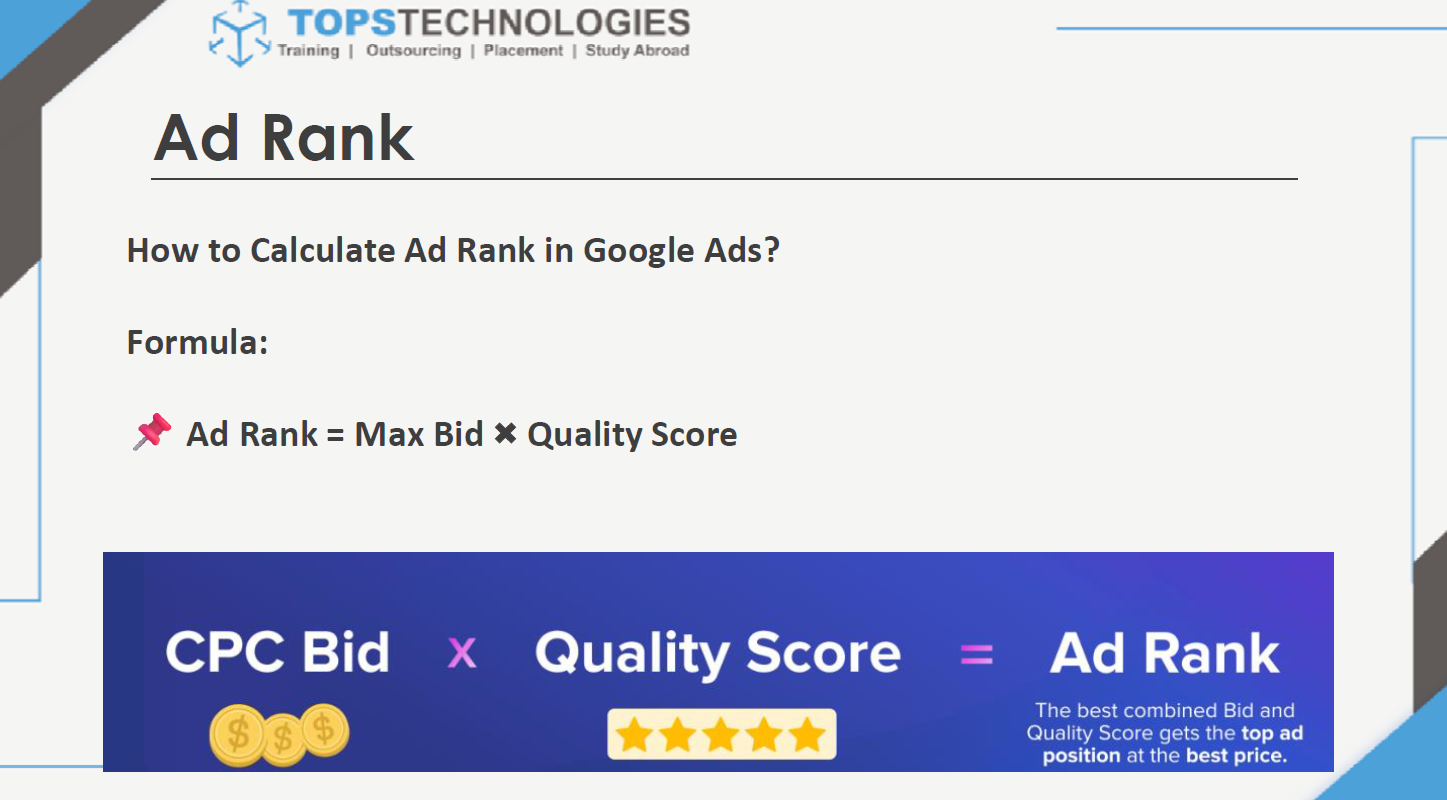 TOPSTECHNOLOGIES
Training | Outsourcing | Placement | Study Abroad
Ad Rank
How to Calculate Ad Rank in Google Ads?
Formula:
📌 Ad Rank = Max Bid ✖ Quality Score
CPC Bid x Quality Score = Ad Rank
$ $ $
The best combined Bid and
Quality Score gets the top ad
position at the best price.